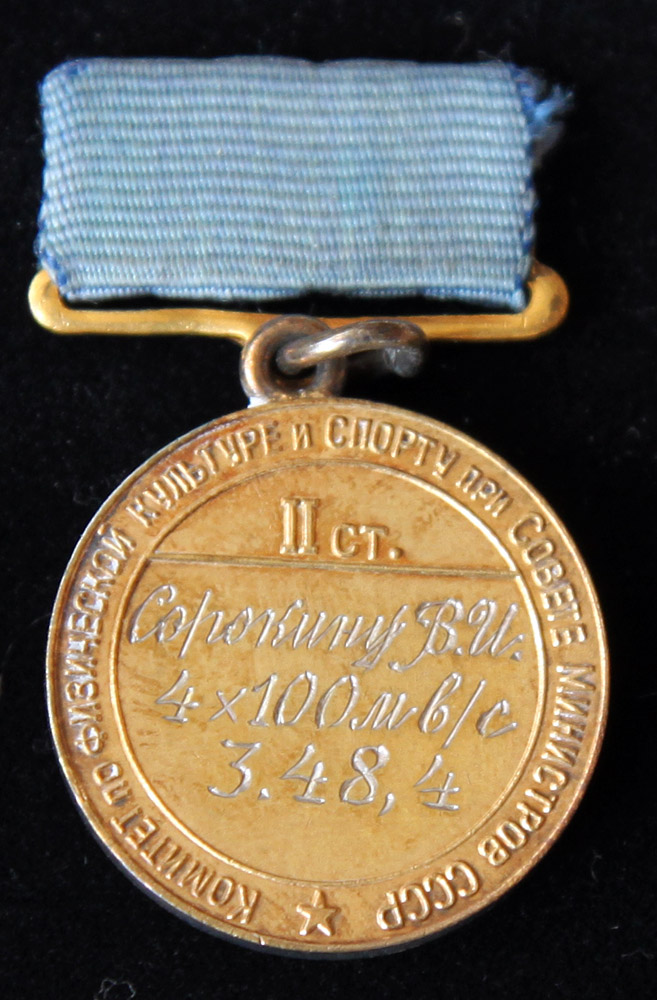 КОМИТЕТ ПО ФИЗИЧЕСКОЙ КУЛЬТУРЕ И СПОРТУ ПРИ СОВЕТЕ МИНИСТРОВ СССР
II СТ.
Сорокину В.И.
4×100м в/с
3.48,4